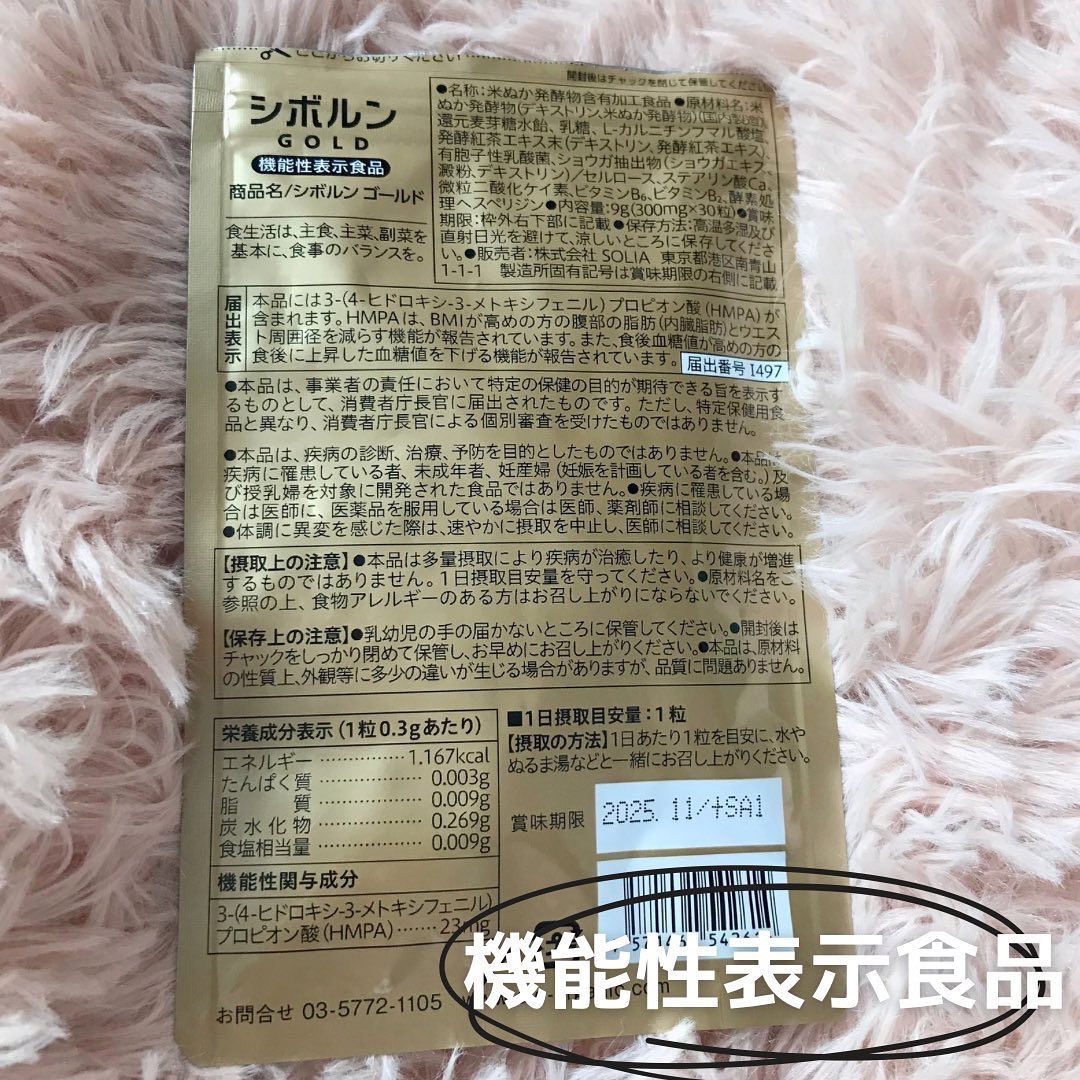 ここからお切りください
開封後はチャックを閉じて保管してください。
シボルン
GOLD
機能性表示食品
商品名/シボルン ゴールド
食生活は、主食、主菜、副菜を
基本に、食事のバランスを。
●名称：米ぬか発酵物含有加工食品●原材料名：米
ぬか発酵物(デキストリン、米ぬか発酵物)(国内製造)、
還元麦芽糖水飴、乳糖、L-カルニチンフマル酸塩、
発酵紅茶エキス末(デキストリン、発酵紅茶エキス)、
有胞子性乳酸菌、ショウガ抽出物(ショウガエキス、
澱粉、デキストリン)/セルロース、ステアリン酸Ca、
微粒二酸化ケイ素、ビタミンB₆、ビタミンB₂、酵素処
理ヘスペリジン●内容量：9g(300mg×30粒)●賞味
期限：枠外右下部に記載●保存方法：高温多湿及び
直射日光を避けて、涼しいところに保存してくださ
い。●販売者：株式会社 SOLIA 東京都港区南青山
1-1-1 製造所固有記号は賞味期限の右側に記載
届出表示
本品には3-(4-ヒドロキシ-3-メトキシフェニル)プロピオン酸(HMPA)が
含まれます。HMPAは、BMIが高めの方の腹部の脂肪(内臓脂肪)とウエス
ト周囲径を減らす機能が報告されています。また、食後血糖値が高めの方の
食後に上昇した血糖値を下げる機能が報告されています。
届出番号 I497
●本品は、事業者の責任において特定の保健の目的が期待できる旨を表示す
るものとして、消費者庁長官に届出されたものです。ただし、特定保健用食
品と異なり、消費者庁長官による個別審査を受けたものではありません。
●本品は、疾病の診断、治療、予防を目的としたものではありません。●本品は、
疾病に罹患している者、未成年者、妊産婦(妊娠を計画している者を含む。)及
び授乳婦を対象に開発された食品ではありません。●疾病に罹患している場
合は医師に、医薬品を服用している場合は医師、薬剤師に相談してください。
●体調に異変を感じた際は、速やかに摂取を中止し、医師に相談してください。
【摂取上の注意】●本品は多量摂取により疾病が治癒したり、より健康が増進
するものではありません。1日摂取目安量を守ってください。●原材料名をご
参照の上、食物アレルギーのある方はお召し上がりにならないでください。
【保存上の注意】●乳幼児の手の届かないところに保管してください。●開封後は
チャックをしっかり閉めて保管し、お早めにお召し上がりください。●本品は、原材料
の性質上、外観等に多少の違いが生じる場合がありますが、品質に問題ありません。
栄養成分表示(1粒0.3gあたり)
エネルギー……………1.167kcal
たんぱく質……………0.003g
脂質……………0.009g
炭水化物……………0.269g
食塩相当量……………0.009g
機能性関与成分
3-(4-ヒドロキシ-3-メトキシフェニル)
プロピオン酸(HMPA)……23mg
■1日摂取目安量：1粒
【摂取の方法】1日あたり1粒を目安に、水や
ぬるま湯などと一緒にお召し上がりください。
賞味期限
2025.11/4SA1
お問合せ 03-5772-1105
機能性表示食品